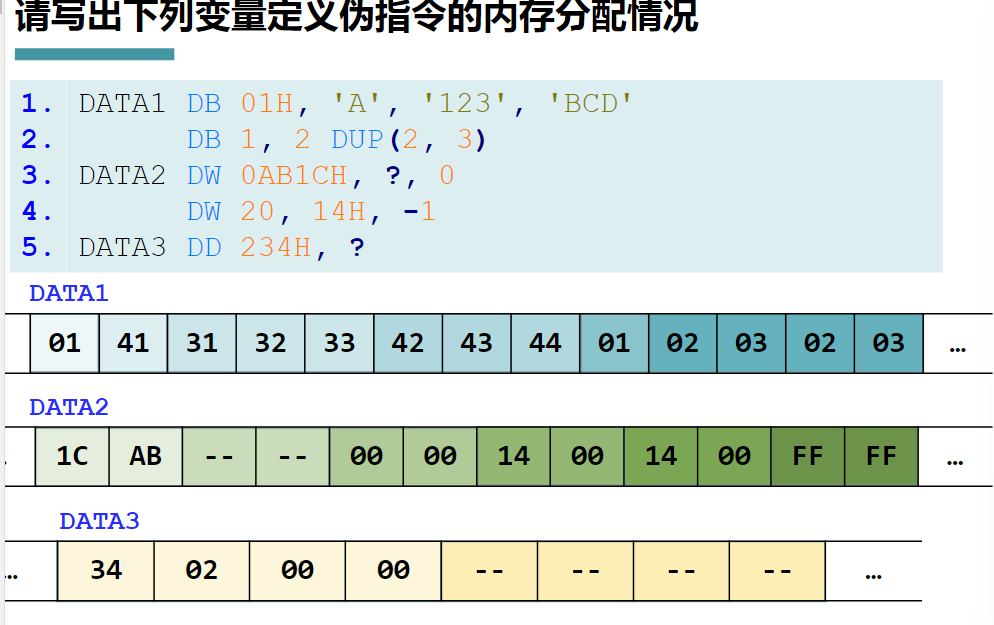 请写出下列变量定义伪指令的内存分配情况
1. DATA1 DB 01H, 'A', '123', 'BCD'
2. DB 1, 2 DUP(2, 3)
3. DATA2 DW 0AB1CH, ?, 0
4. DW 20, 14H, -1
5. DATA3 DD 234H, ?
DATA1
01 41 31 32 33 42 43 44 01 02 03 02 03 …
DATA2
1C AB -- -- 00 00 14 00 14 00 FF FF …
DATA3
… 34 02 00 00 -- -- -- -- …